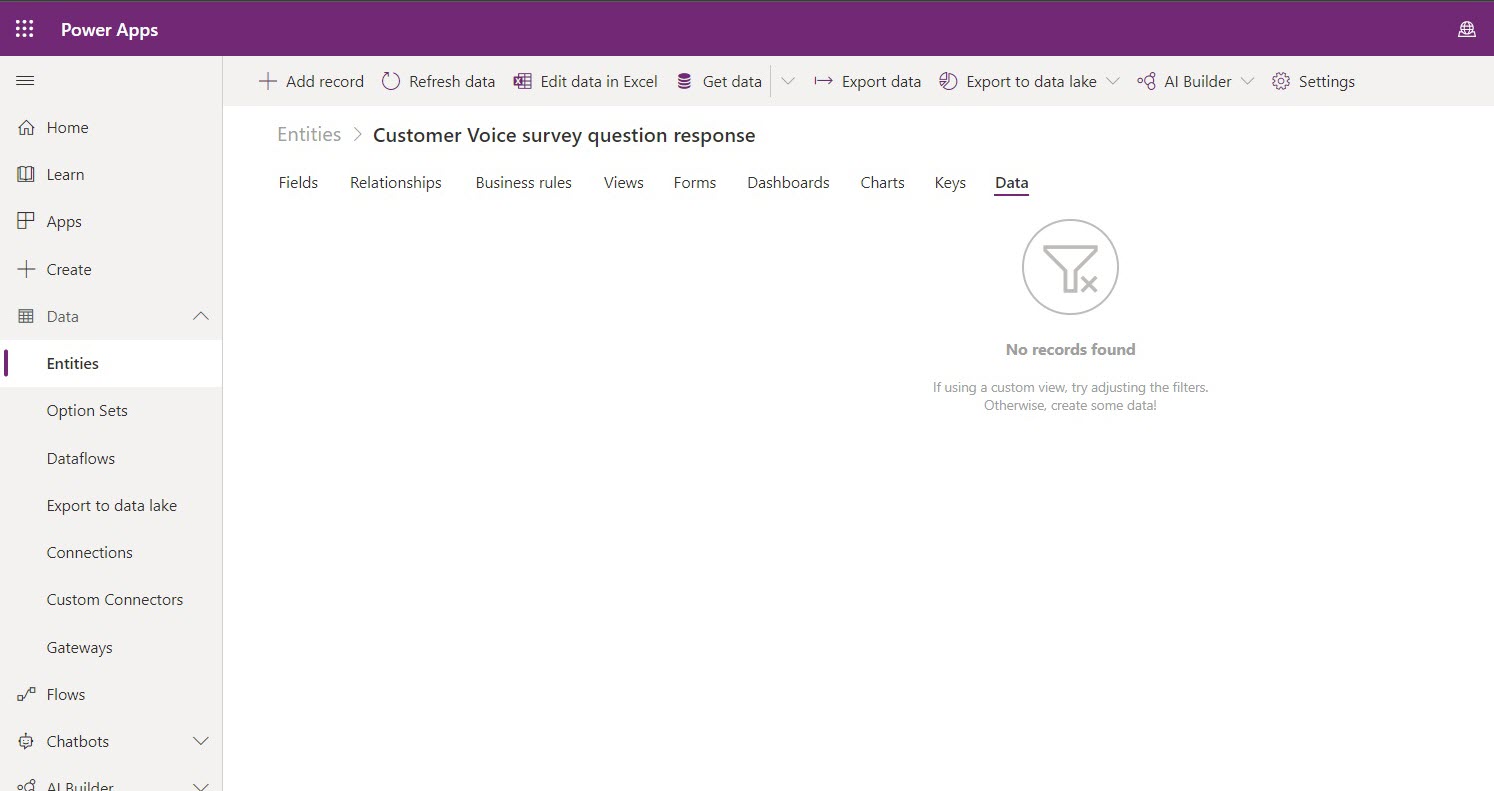 Power Apps
Add record Refresh data Edit data in Excel Get data Export data Export to data lake AI Builder Settings
Entities > Customer Voice survey question response
Fields Relationships Business rules Views Forms Dashboards Charts Keys Data
Home
Learn
Apps
Create
Data
Entities
Option Sets
Dataflows
Export to data lake
Connections
Custom Connectors
Gateways
Flows
Chatbots
AI Builder
No records found
If using a custom view, try adjusting the filters.
Otherwise, create some data!